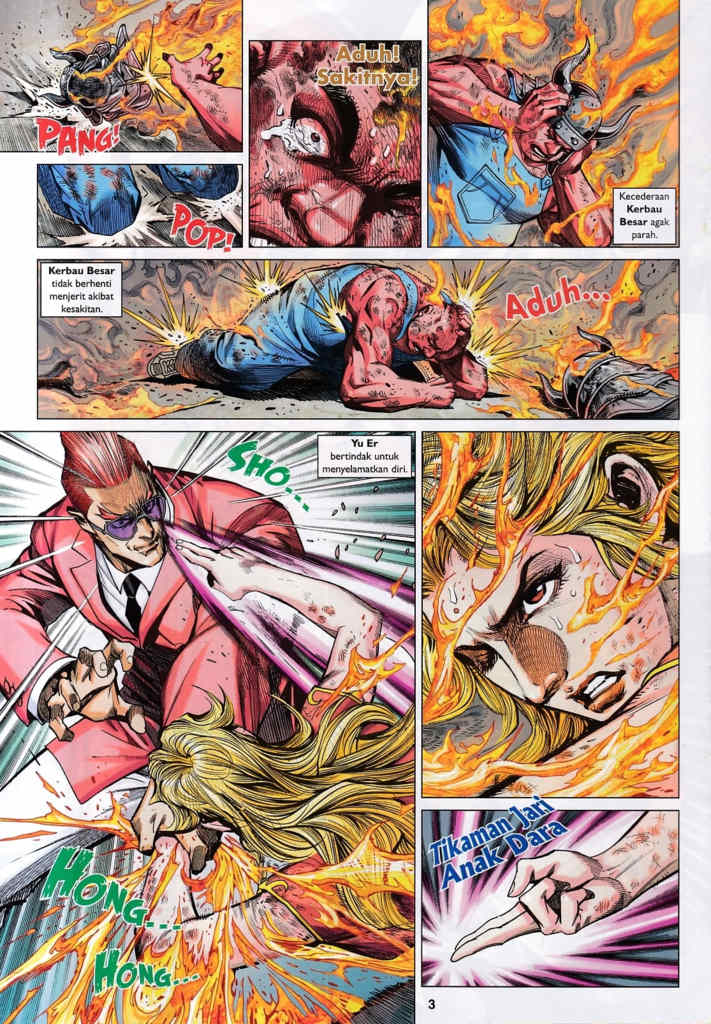 PANG!
Aduh!
Sakitnya!
Kecederaan
Kerbau
Besar agak
parah.
POP!
Kerbau Besar
tidak berhenti
menjerit akibat
kesakitan.
Aduh...
SHO...
Yu Er
bertindak untuk
menyelamatkan diri.
HONG...
HONG...
Tikaman Jari
Anak Dara
3